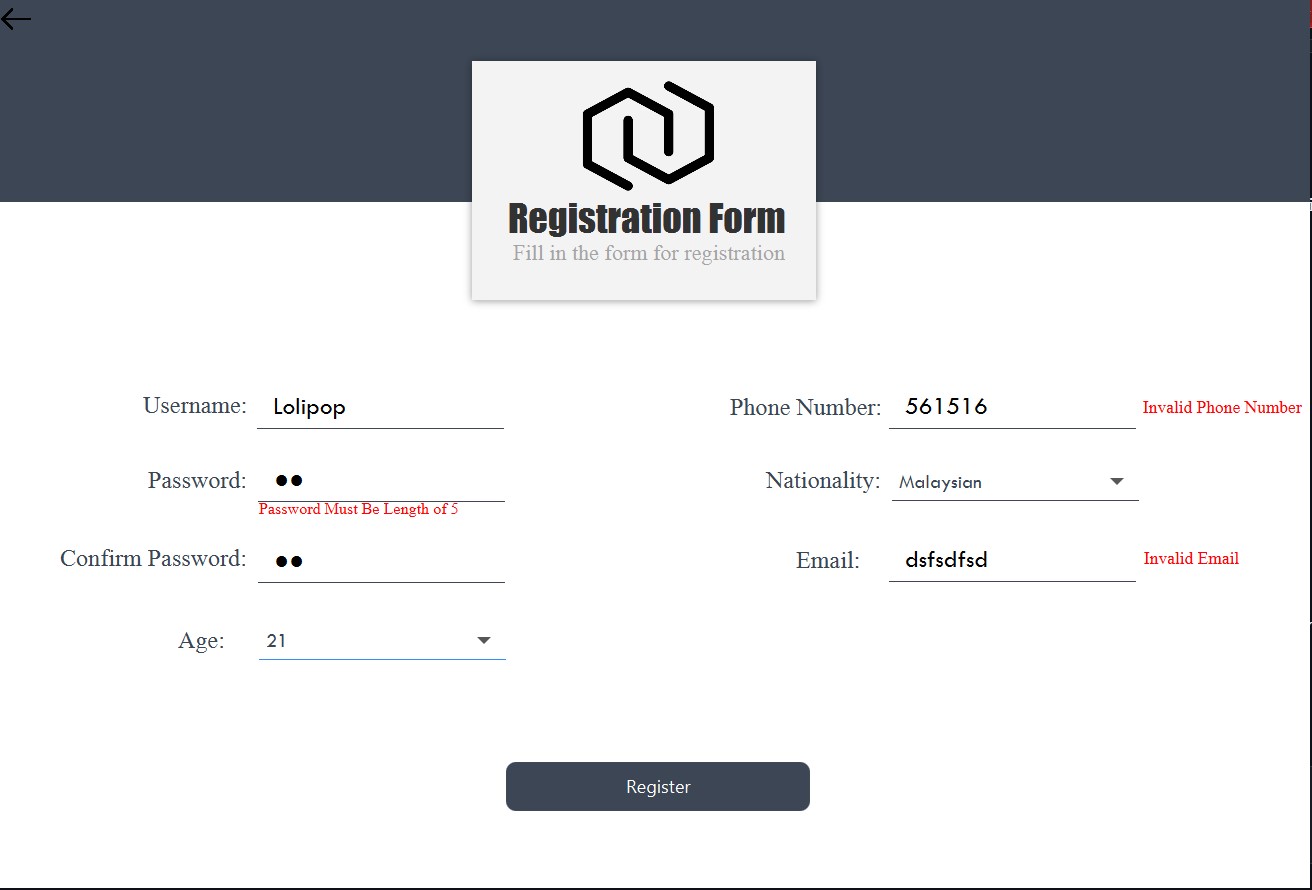 Registration Form
Fill in the form for registration
Username: Lolipop
Phone Number: 561516 Invalid Phone Number
Password: ●●
Password Must Be Length of 5
Nationality: Malaysian
Confirm Password: ●●
Email: dsfsdfsd Invalid Email
Age: 21
Register